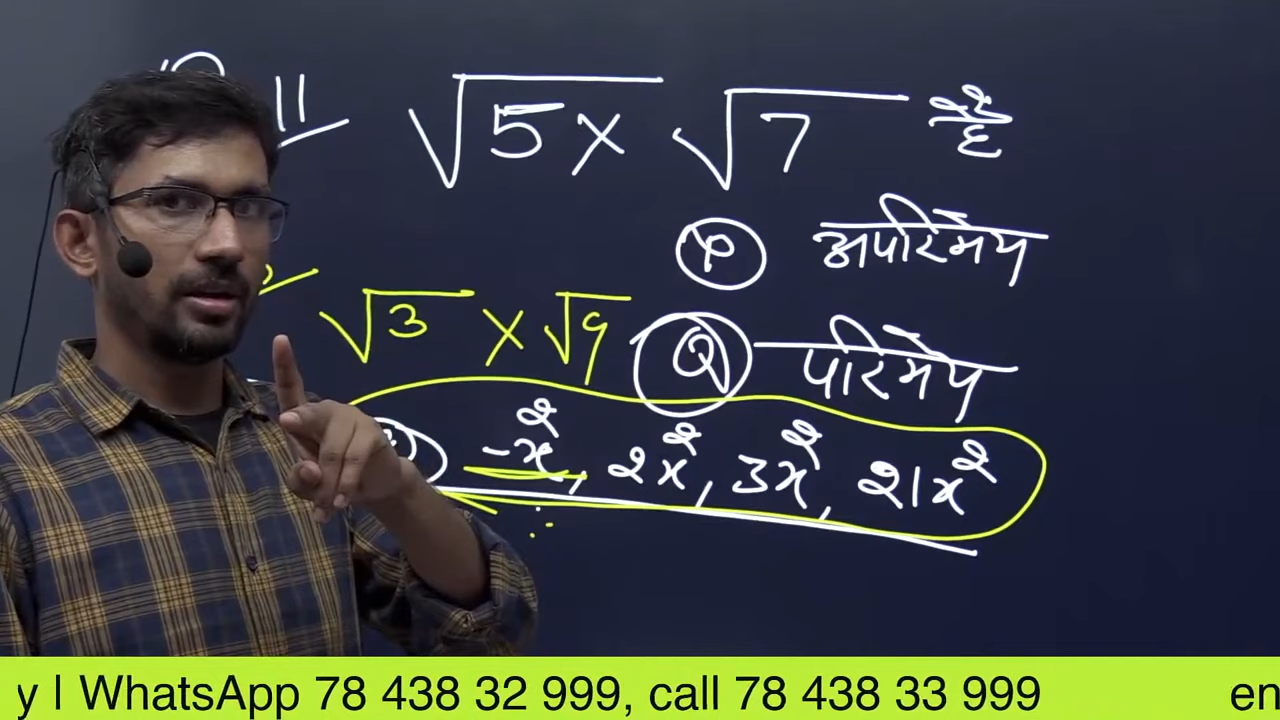 11 √5 × √7 है
(P) अपरिमेय
√3 × √9
(Q) परिमेय
-x², 2x², 3x², 21x²
y | WhatsApp 78 438 32 999, call 78 438 33 999 en